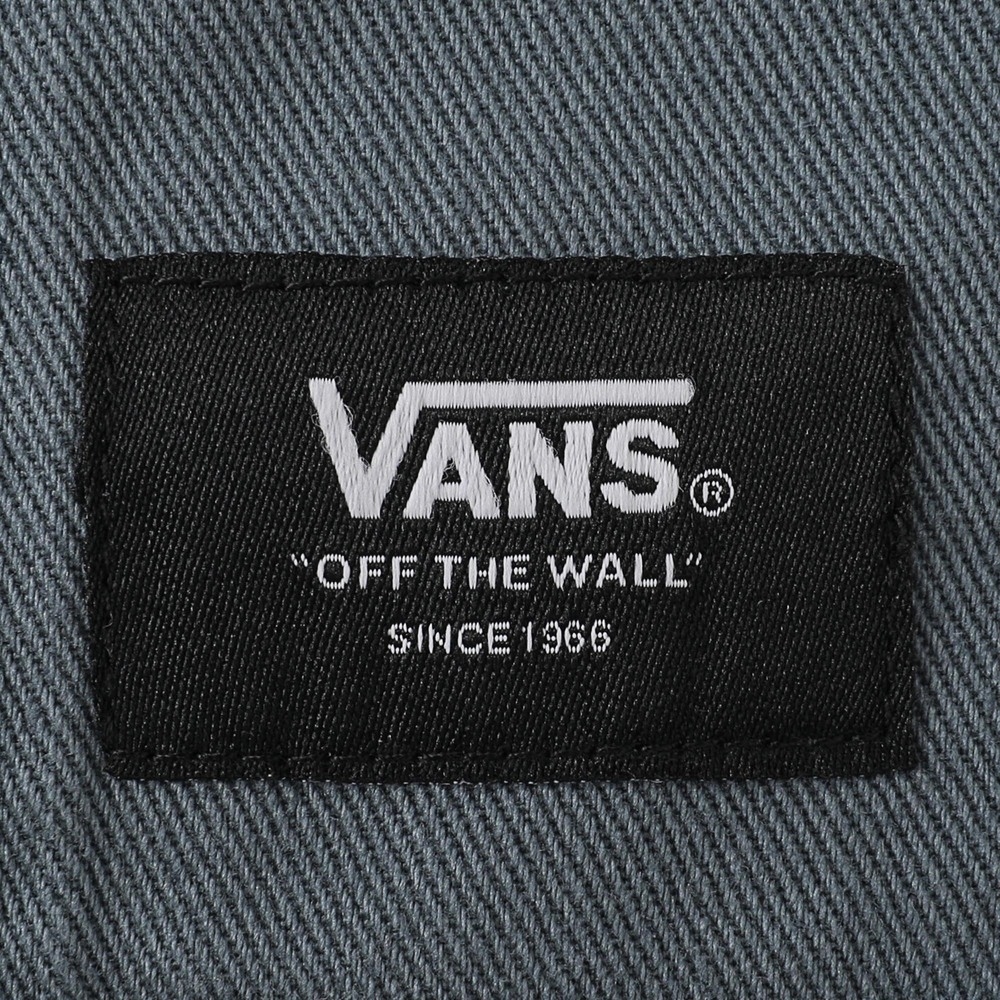 VANS®
"OFF THE WALL"
SINCE 1966